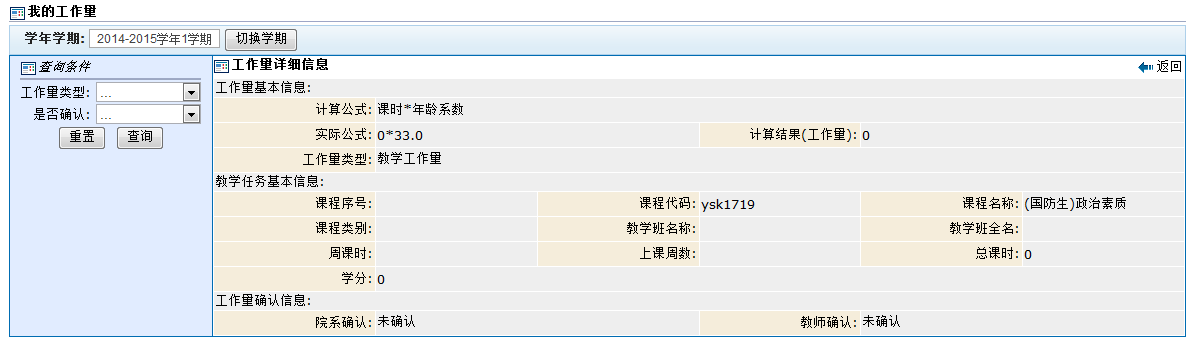 我的工作量
学年学期: 2014-2015学年1学期 切换学期
查询条件
工作量类型: ...
是否确认: ...
重置 查询
工作量详细信息 返回
工作量基本信息:
计算公式: 课时*年龄系数
实际公式: 0*33.0 计算结果(工作量): 0
工作量类型: 教学工作量
教学任务基本信息:
课程序号: 课程代码: ysk1719 课程名称: (国防生)政治素质
课程类别: 教学班名称: 教学班全名:
周课时: 上课周数: 总课时: 0
学分: 0
工作量确认信息:
院系确认: 未确认 教师确认: 未确认